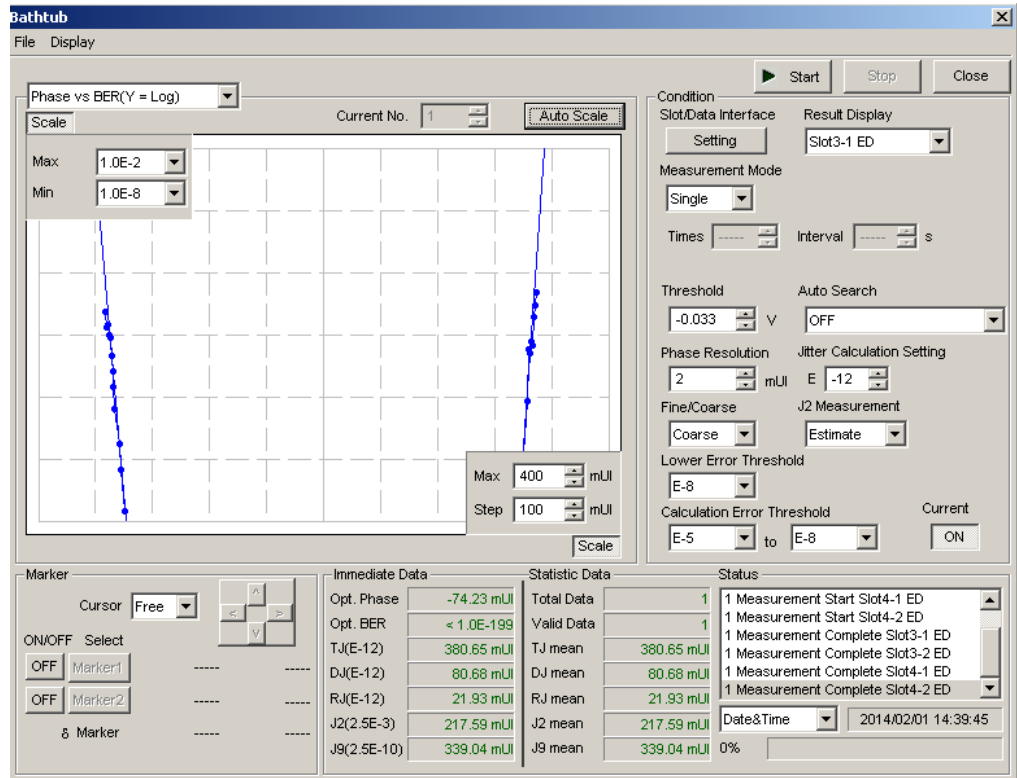 Bathtub
File Display
Start Stop Close
Phase vs BER(Y = Log)
Current No. 1 Auto Scale
Scale
Max 1.0E-2
Min 1.0E-8
Max 400 mUI
Step 100 mUI
Scale
Condition
Slot/Data Interface Result Display
Setting Slot3-1 ED
Measurement Mode
Single
Times ----- Interval ----- s
Threshold Auto Search
-0.033 V OFF
Phase Resolution Jitter Calculation Setting
2 mUI E -12
Fine/Coarse J2 Measurement
Coarse Estimate
Lower Error Threshold
E-8
Calculation Error Threshold Current
E-5 to E-8 ON
Marker
Cursor Free
^
< >
v
ON/OFF Select
OFF Marker1 ----- -----
OFF Marker2 ----- -----
δ Marker ----- -----
Immediate Data
Opt. Phase -74.23 mUI
Opt. BER < 1.0E-199
TJ(E-12) 380.65 mUI
DJ(E-12) 80.68 mUI
RJ(E-12) 21.93 mUI
J2(2.5E-3) 217.59 mUI
J9(2.5E-10) 339.04 mUI
Statistic Data
Total Data 1
Valid Data 1
TJ mean 380.65 mUI
DJ mean 80.68 mUI
RJ mean 21.93 mUI
J2 mean 217.59 mUI
J9 mean 339.04 mUI
Status
1 Measurement Start Slot4-1 ED
1 Measurement Start Slot4-2 ED
1 Measurement Complete Slot3-1 ED
1 Measurement Complete Slot3-2 ED
1 Measurement Complete Slot4-1 ED
1 Measurement Complete Slot4-2 ED
Date&Time 2014/02/01 14:39:45
0%